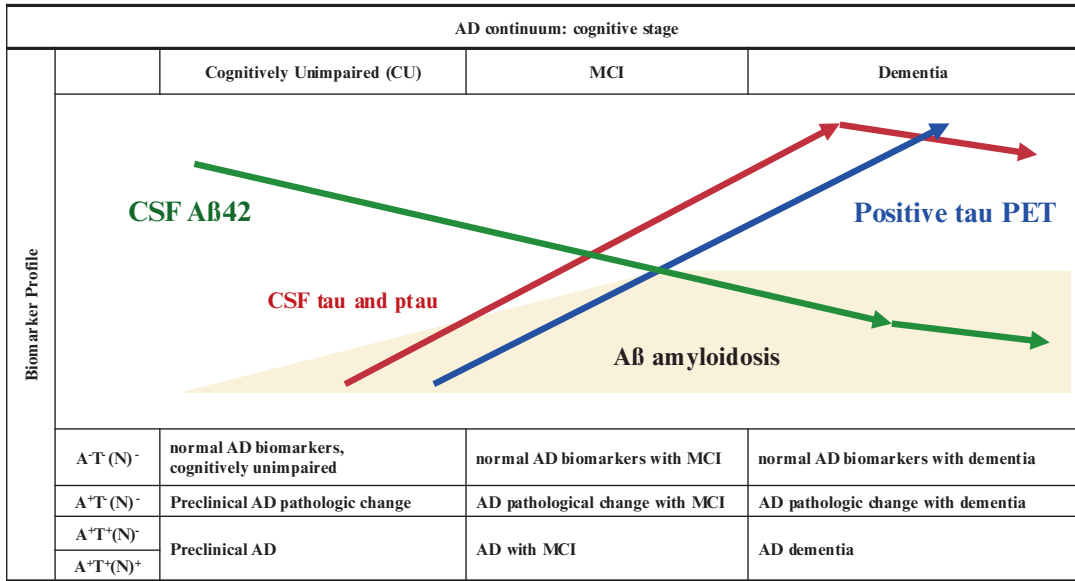 AD continuum: cognitive stage
Cognitively Unimpaired (CU)
MCI
Dementia
Biomarker Profile
CSF Aß42
Positive tau PET
CSF tau and ptau
Aß amyloidosis
A⁻T⁻(N)⁻
normal AD biomarkers,
cognitively unimpaired
normal AD biomarkers with MCI
normal AD biomarkers with dementia
A⁺T⁻(N)⁻
Preclinical AD pathologic change
AD pathological change with MCI
AD pathologic change with dementia
A⁺T⁺(N)⁻
A⁺T⁺(N)⁺
Preclinical AD
AD with MCI
AD dementia